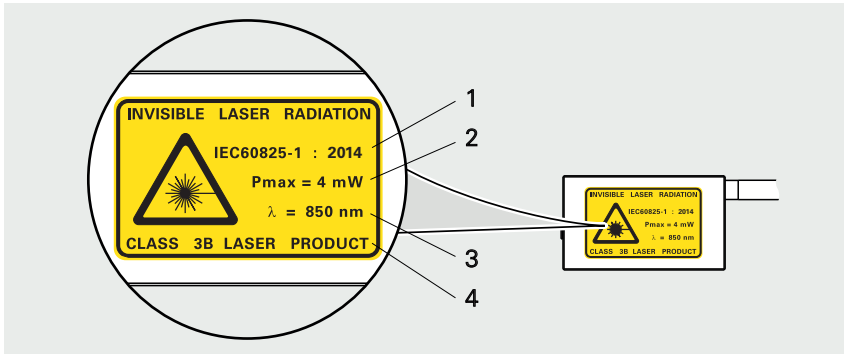 INVISIBLE LASER RADIATION
IEC60825-1 : 2014
Pmax = 4 mW
λ = 850 nm
CLASS 3B LASER PRODUCT
1
2
3
4
INVISIBLE LASER RADIATION
IEC60825-1 : 2014
Pmax = 4 mW
λ = 850 nm
CLASS 3B LASER PRODUCT